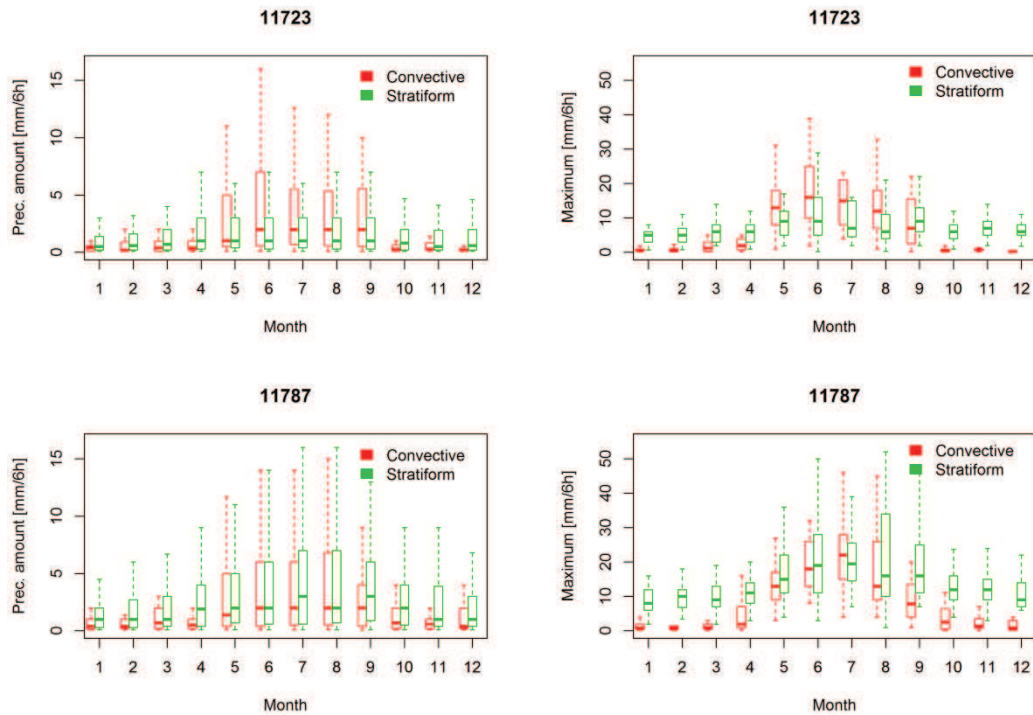 11723
Prec. amount [mm/6h]
15
10
5
0
Convective
Stratiform
1 2 3 4 5 6 7 8 9 10 11 12
Month
11723
Maximum [mm/6h]
50
40
30
20
10
0
Convective
Stratiform
1 2 3 4 5 6 7 8 9 10 11 12
Month
11787
Prec. amount [mm/6h]
15
10
5
0
Convective
Stratiform
1 2 3 4 5 6 7 8 9 10 11 12
Month
11787
Maximum [mm/6h]
50
40
30
20
10
0
Convective
Stratiform
1 2 3 4 5 6 7 8 9 10 11 12
Month